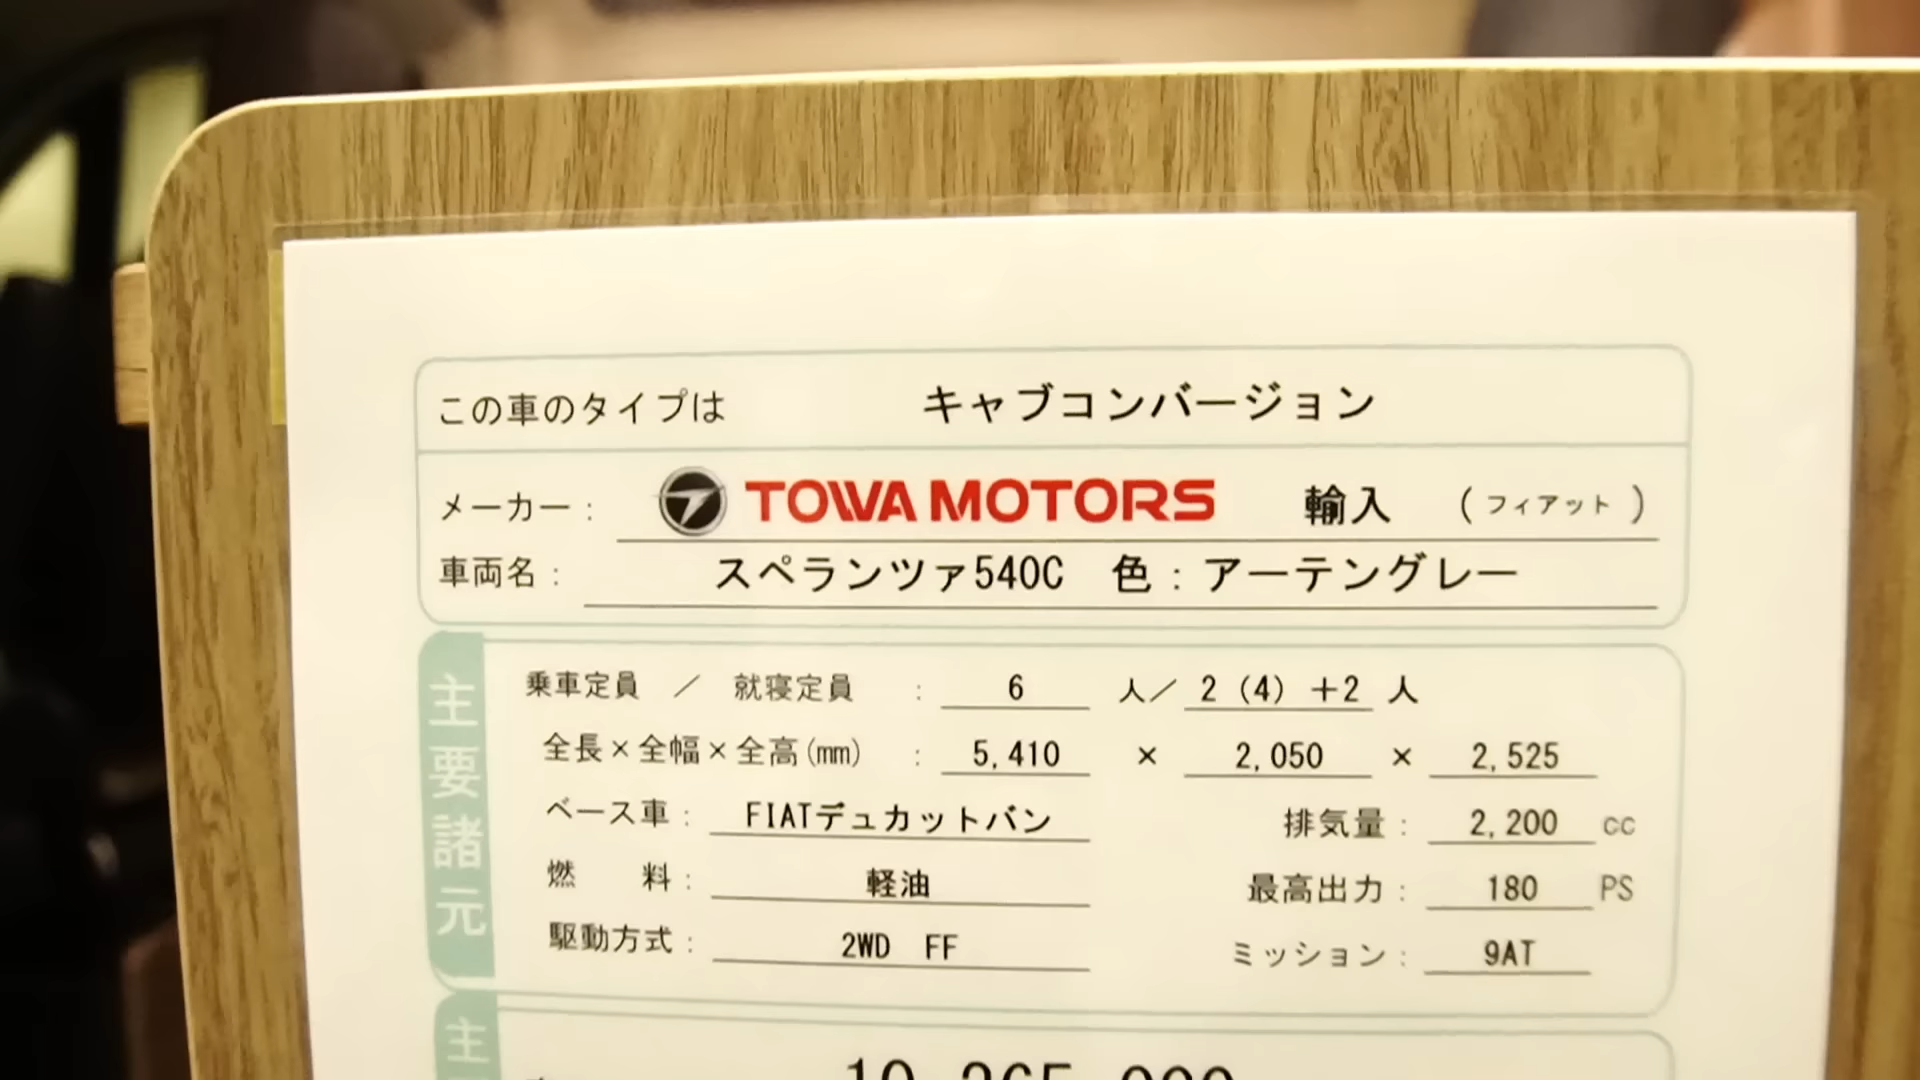 この車のタイプは キャブコンバージョン
メーカー： TOWA MOTORS 輸入 （フィアット）
車両名： スペランツァ540C 色：アーテングレー
主要諸元
乗車定員 ／ 就寝定員 ： 6 人／ 2（4）＋2 人
全長×全幅×全高(mm) ： 5,410 × 2,050 × 2,525
ベース車： FIATデュカットバン 排気量： 2,200 cc
燃 料： 軽油 最高出力： 180 PS
駆動方式： 2WD FF ミッション： 9AT
主